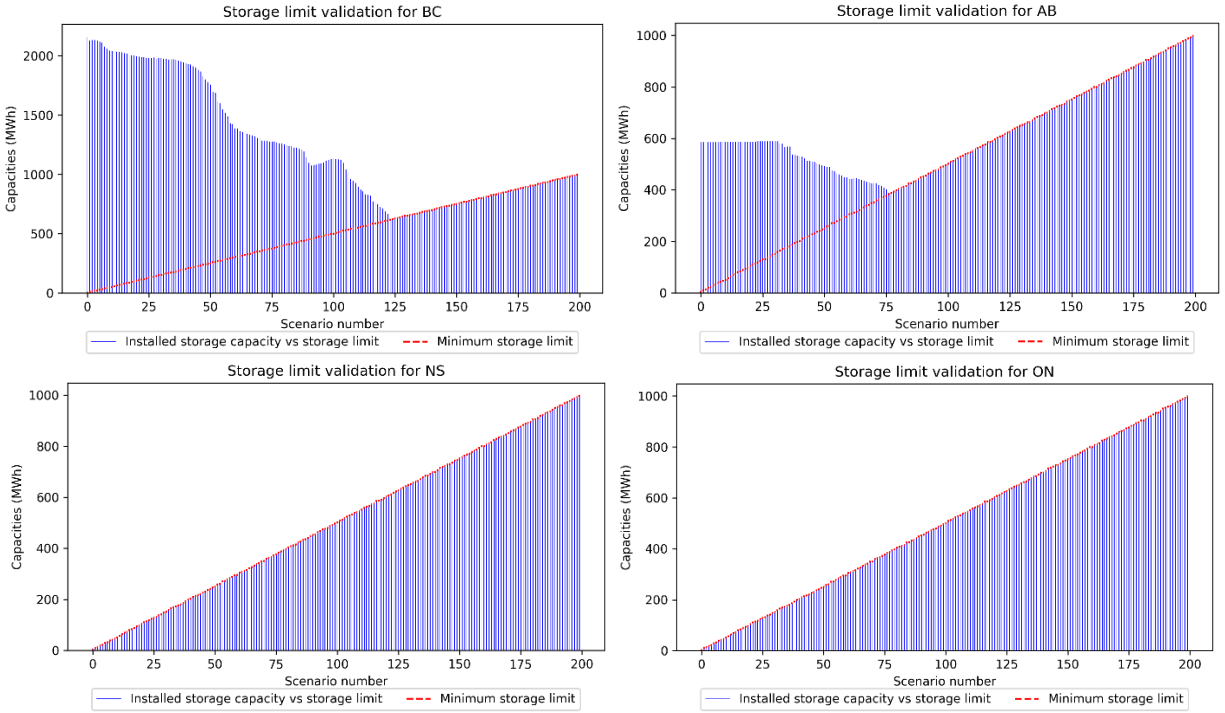 Storage limit validation for BC
Capacities (MWh)
2000
1500
1000
500
0
0 25 50 75 100 125 150 175 200
Scenario number
Installed storage capacity vs storage limit Minimum storage limit
Storage limit validation for AB
Capacities (MWh)
1000
800
600
400
200
0
0 25 50 75 100 125 150 175 200
Scenario number
Installed storage capacity vs storage limit Minimum storage limit
Storage limit validation for NS
Capacities (MWh)
1000
800
600
400
200
0
0 25 50 75 100 125 150 175 200
Scenario number
Installed storage capacity vs storage limit Minimum storage limit
Storage limit validation for ON
Capacities (MWh)
1000
800
600
400
200
0
0 25 50 75 100 125 150 175 200
Scenario number
Installed storage capacity vs storage limit Minimum storage limit